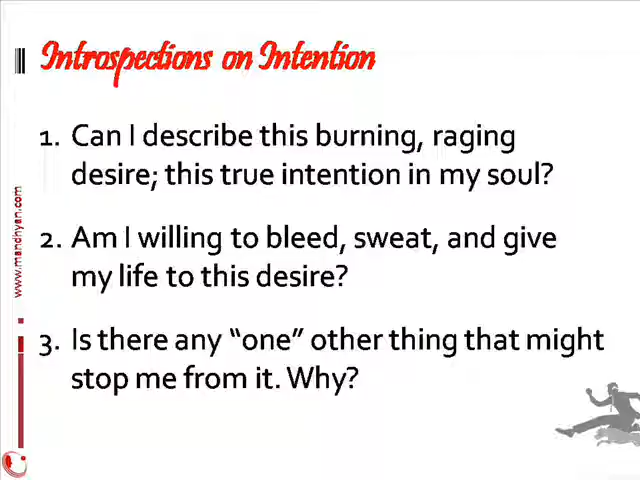 Introspections on Intention
1. Can I describe this burning, raging
desire; this true intention in my soul?
2. Am I willing to bleed, sweat, and give
my life to this desire?
3. Is there any “one” other thing that might
stop me from it. Why?
www.mandhyan.com